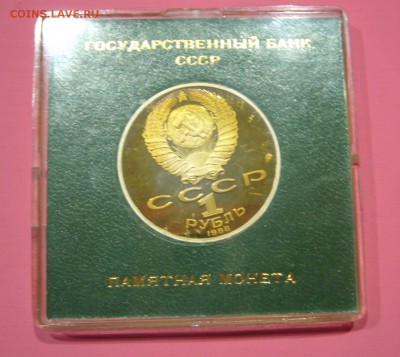 COINS.LAVE.RU
ГОСУДАРСТВЕННЫЙ БАНК
СССР
СССР
1
РУБЛЬ
1988
ПАМЯТНАЯ МОНЕТА